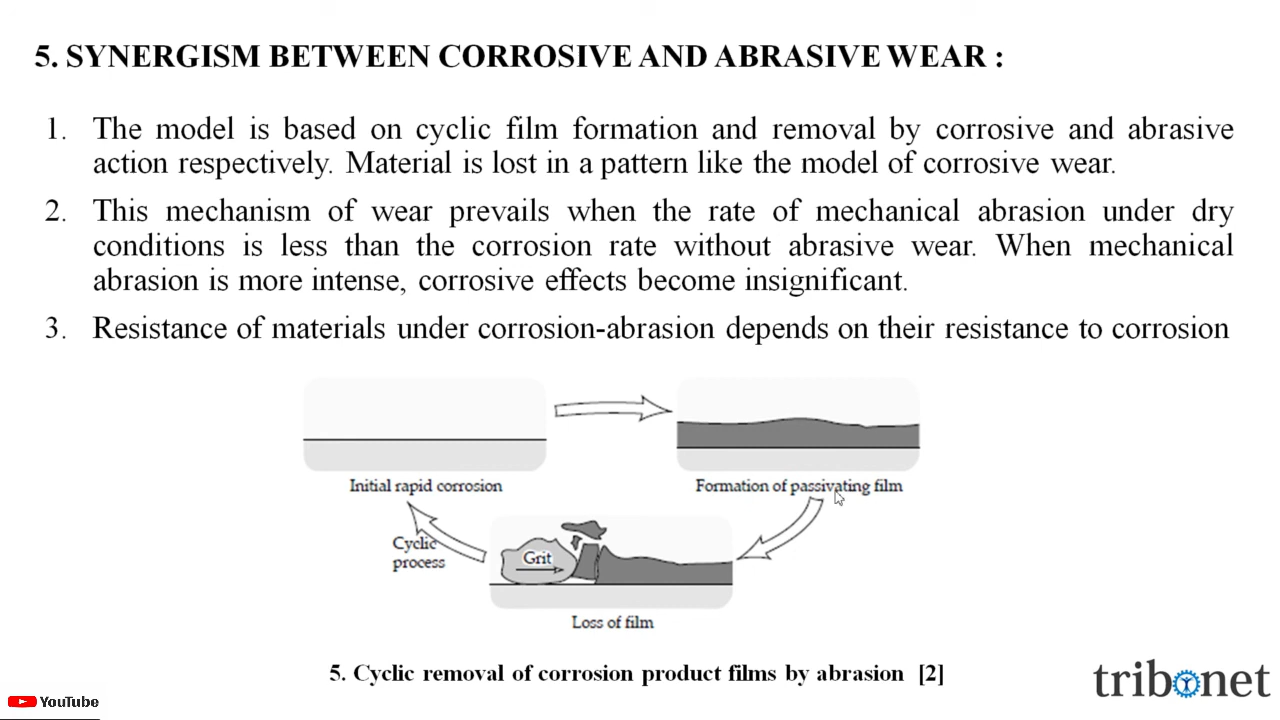 5. SYNERGISM BETWEEN CORROSIVE AND ABRASIVE WEAR :
1. The model is based on cyclic film formation and removal by corrosive and abrasive
action respectively. Material is lost in a pattern like the model of corrosive wear.
2. This mechanism of wear prevails when the rate of mechanical abrasion under dry
conditions is less than the corrosion rate without abrasive wear. When mechanical
abrasion is more intense, corrosive effects become insignificant.
3. Resistance of materials under corrosion-abrasion depends on their resistance to corrosion
Initial rapid corrosion
Formation of passivating film
Cyclic
process
Grit
Loss of film
5. Cyclic removal of corrosion product films by abrasion [2]
tribonet
YouTube